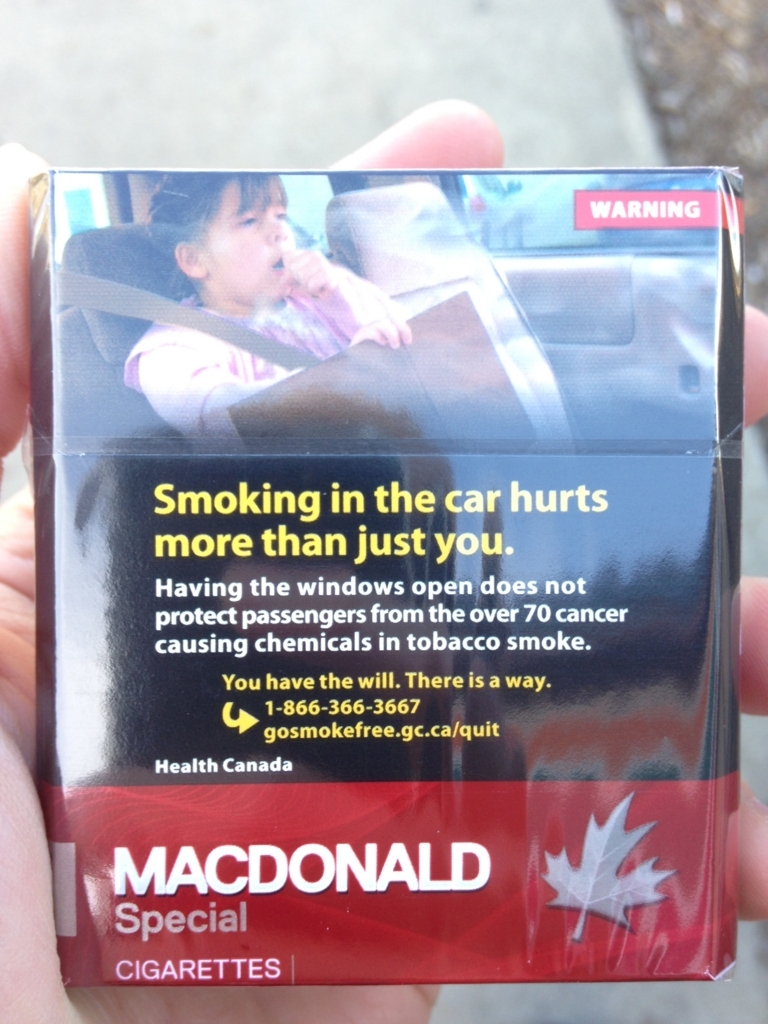 WARNING
Smoking in the car hurts
more than just you.
Having the windows open does not
protect passengers from the over 70 cancer
causing chemicals in tobacco smoke.
You have the will. There is a way.
1-866-366-3667
gosmokefree.gc.ca/quit
Health Canada
MACDONALD
Special
CIGARETTES